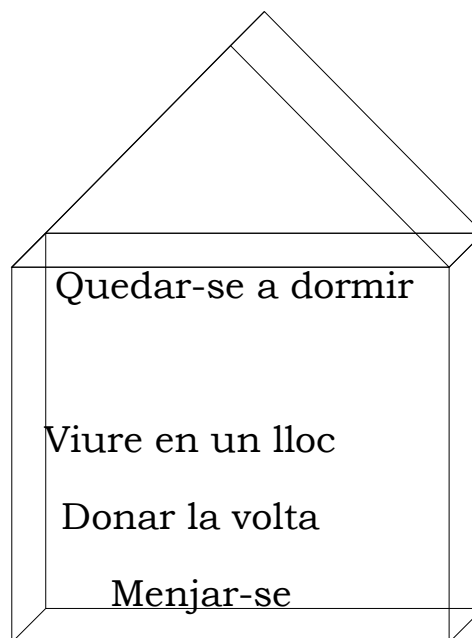 Quedar-se a dormir
Viure en un lloc
Donar la volta
Menjar-se